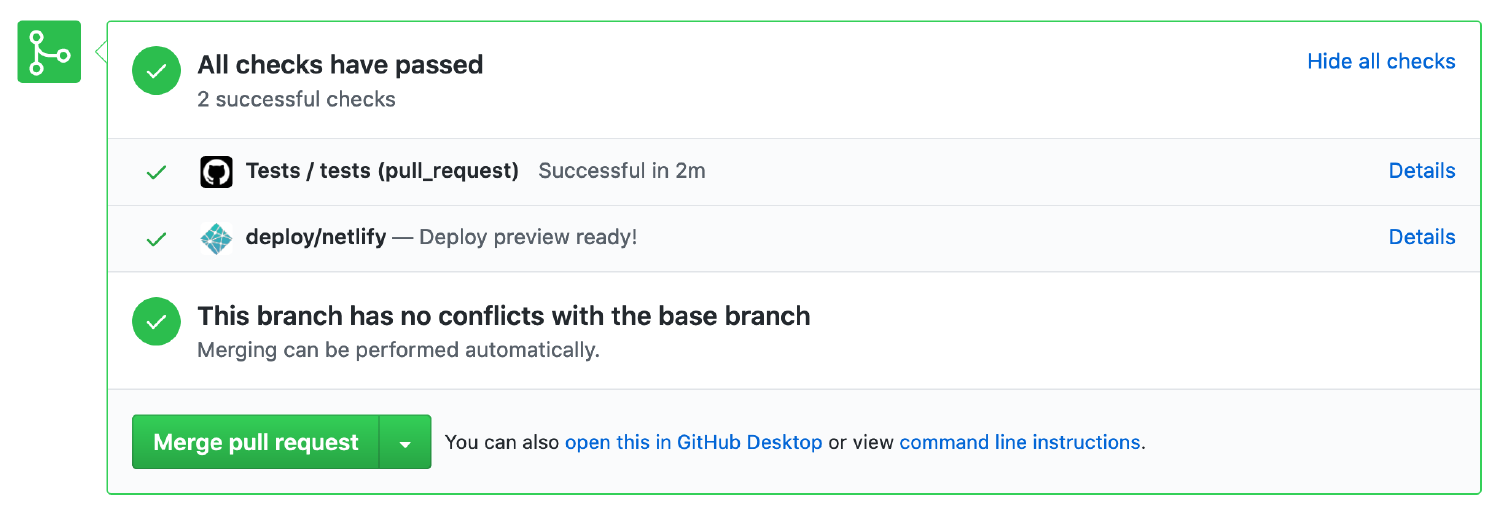 All checks have passed
Hide all checks
2 successful checks
Tests / tests (pull_request) Successful in 2m
Details
deploy/netlify — Deploy preview ready!
Details
This branch has no conflicts with the base branch
Merging can be performed automatically.
Merge pull request
You can also open this in GitHub Desktop or view command line instructions.